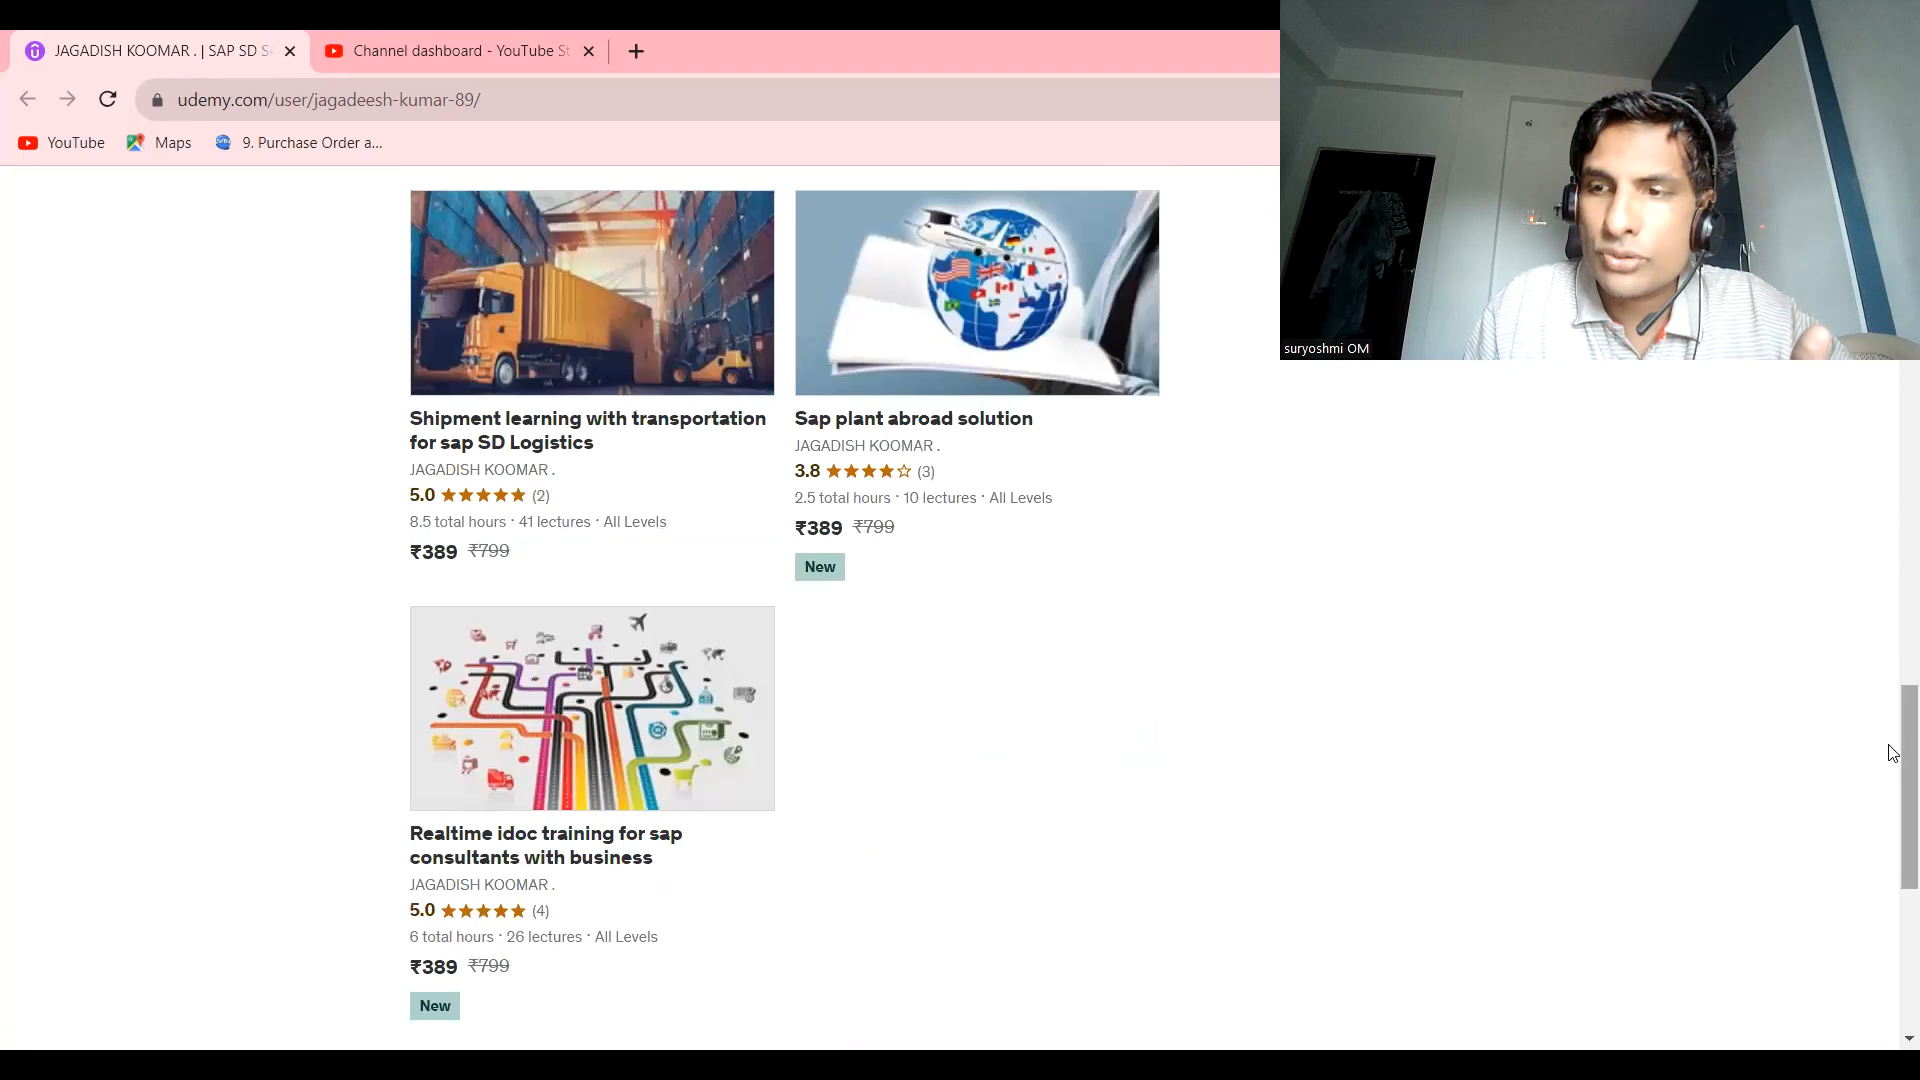 JAGADISH KOOMAR . | SAP SD S
Channel dashboard - YouTube St
udemy.com/user/jagadeesh-kumar-89/
YouTube
Maps
9. Purchase Order a...
suryoshmi OM
Shipment learning with transportation
for sap SD Logistics
JAGADISH KOOMAR .
5.0 (2)
8.5 total hours · 41 lectures · All Levels
₹389 ₹799
Sap plant abroad solution
JAGADISH KOOMAR .
3.8 (3)
2.5 total hours · 10 lectures · All Levels
₹389 ₹799
New
Realtime idoc training for sap
consultants with business
JAGADISH KOOMAR .
5.0 (4)
6 total hours · 26 lectures · All Levels
₹389 ₹799
New